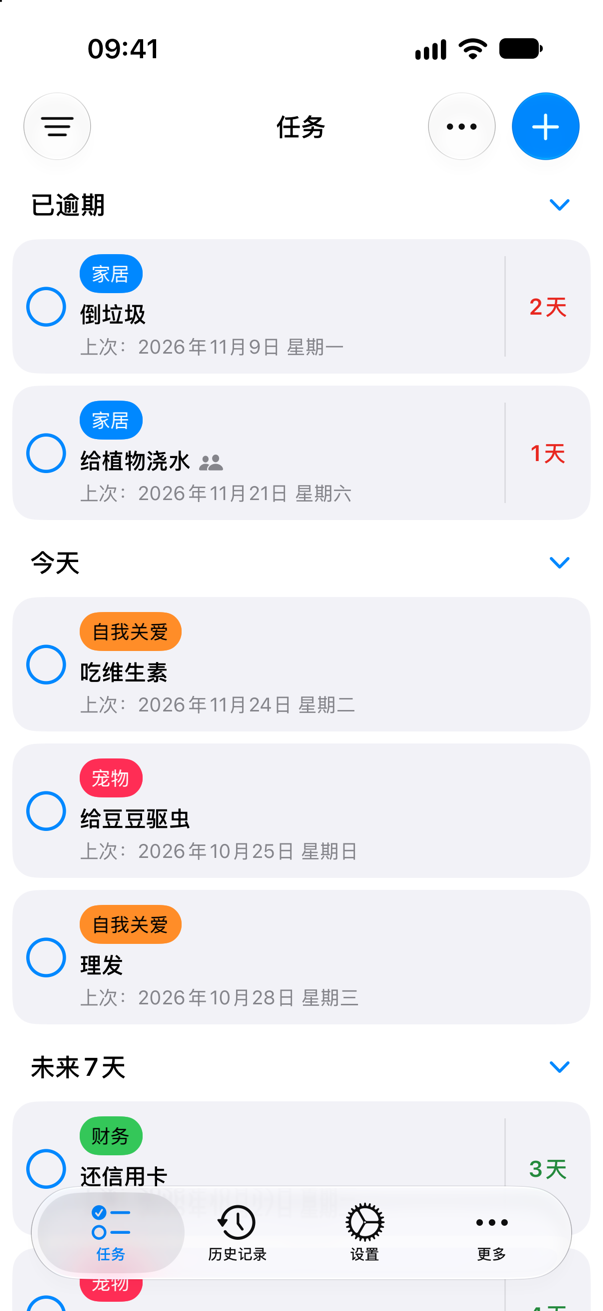 09:41
任务
已逾期
家居
倒垃圾
上次：2026年11月9日 星期一
2天
家居
给植物浇水
上次：2026年11月21日 星期六
1天
今天
自我关爱
吃维生素
上次：2026年11月24日 星期二
宠物
给豆豆驱虫
上次：2026年10月25日 星期日
自我关爱
理发
上次：2026年10月28日 星期三
未来7天
财务
还信用卡
3天
任务
历史记录
设置
更多
宠物